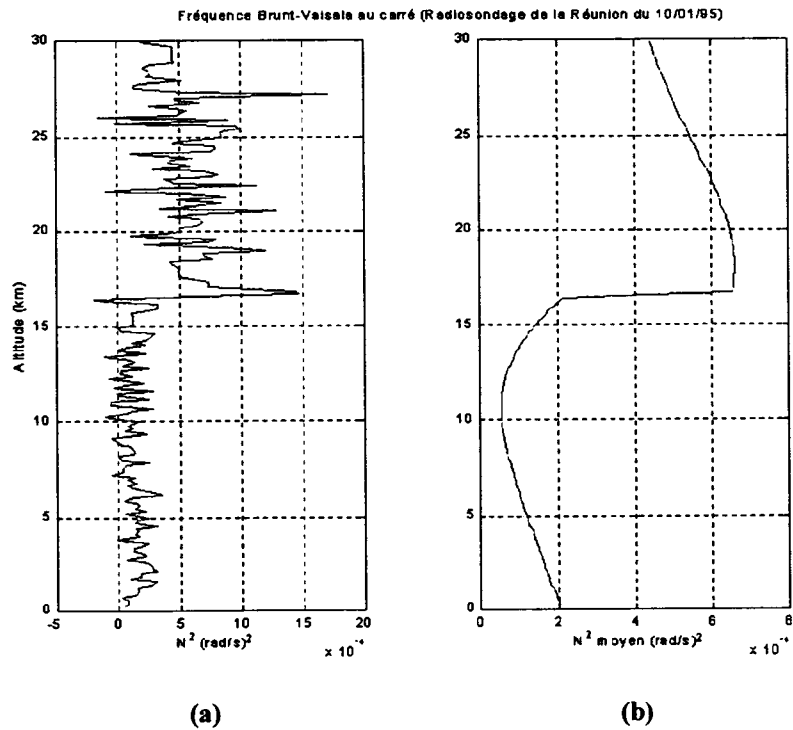 Fréquence Brunt-Vaisala au carré (Radiosondage de la Réunion du 10/01/95)
Altitude (km)
30
25
20
15
10
5
0
-5 0 5 10 15 20
N² (rad/s)²
x 10⁻⁴
30
25
20
15
10
5
0
0 2 4 6 8
N² moyen (rad/s)²
x 10⁻⁴
(a)
(b)